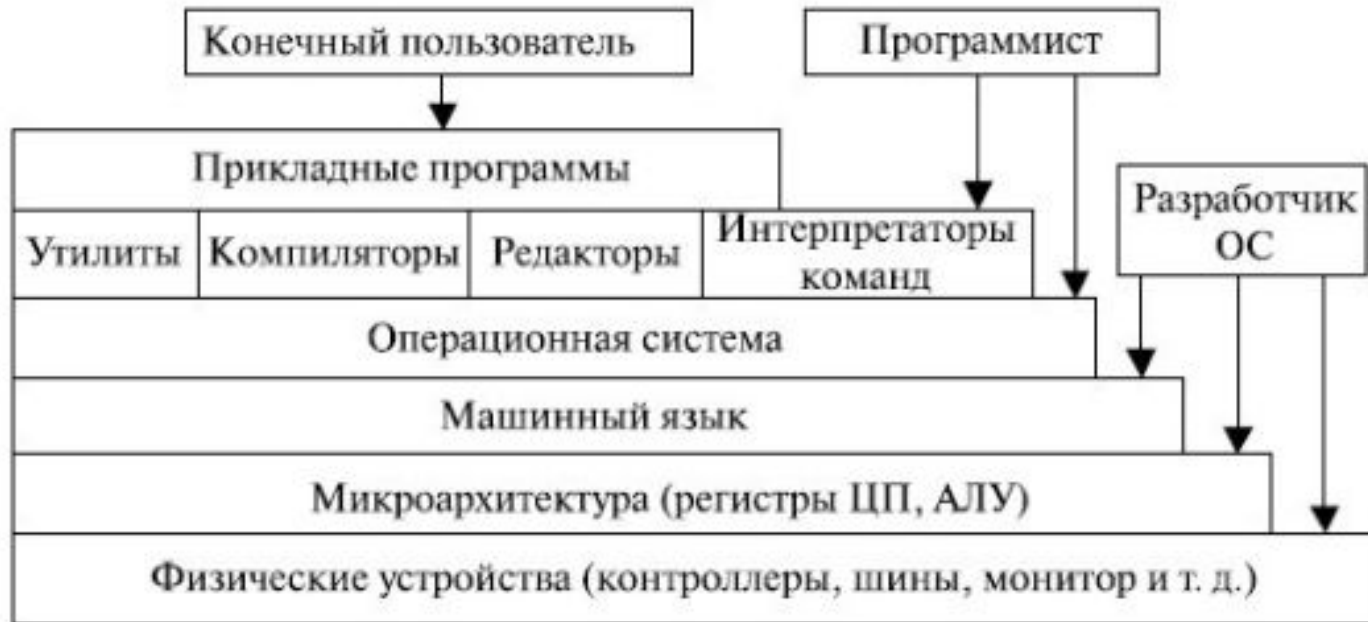 Конечный пользователь
Программист
Прикладные программы
Разработчик
ОС
Утилиты
Компиляторы
Редакторы
Интерпретаторы
команд
Операционная система
Машинный язык
Микроархитектура (регистры ЦП, АЛУ)
Физические устройства (контроллеры, шины, монитор и т. д.)